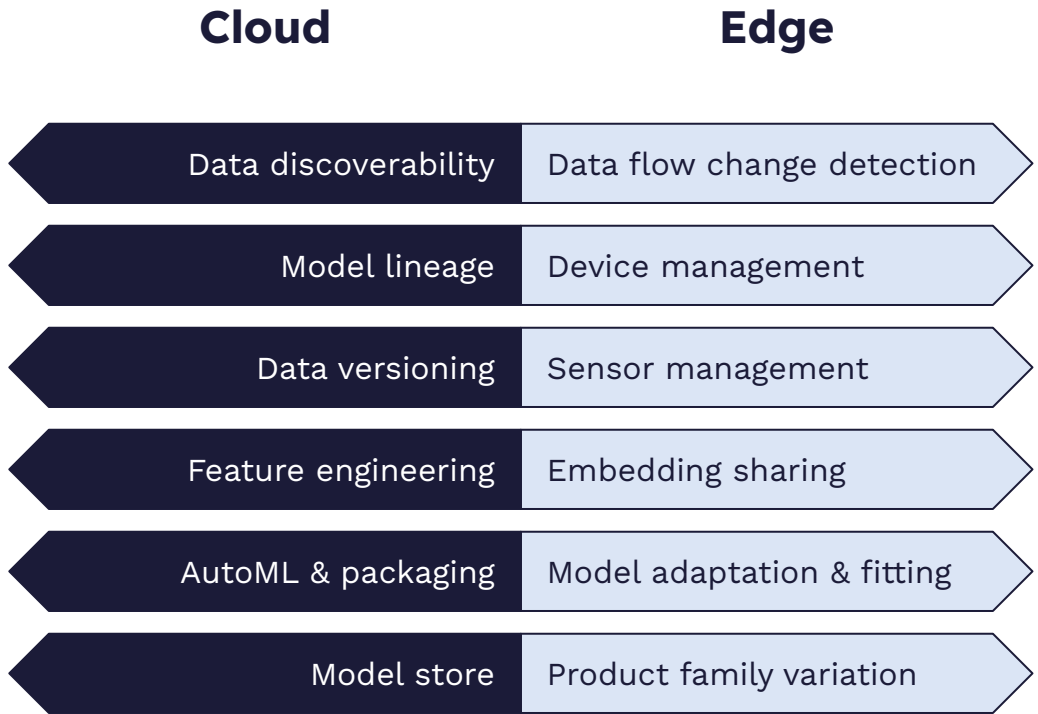 Cloud
Edge
Data discoverability
Data flow change detection
Model lineage
Device management
Data versioning
Sensor management
Feature engineering
Embedding sharing
AutoML & packaging
Model adaptation & fitting
Model store
Product family variation